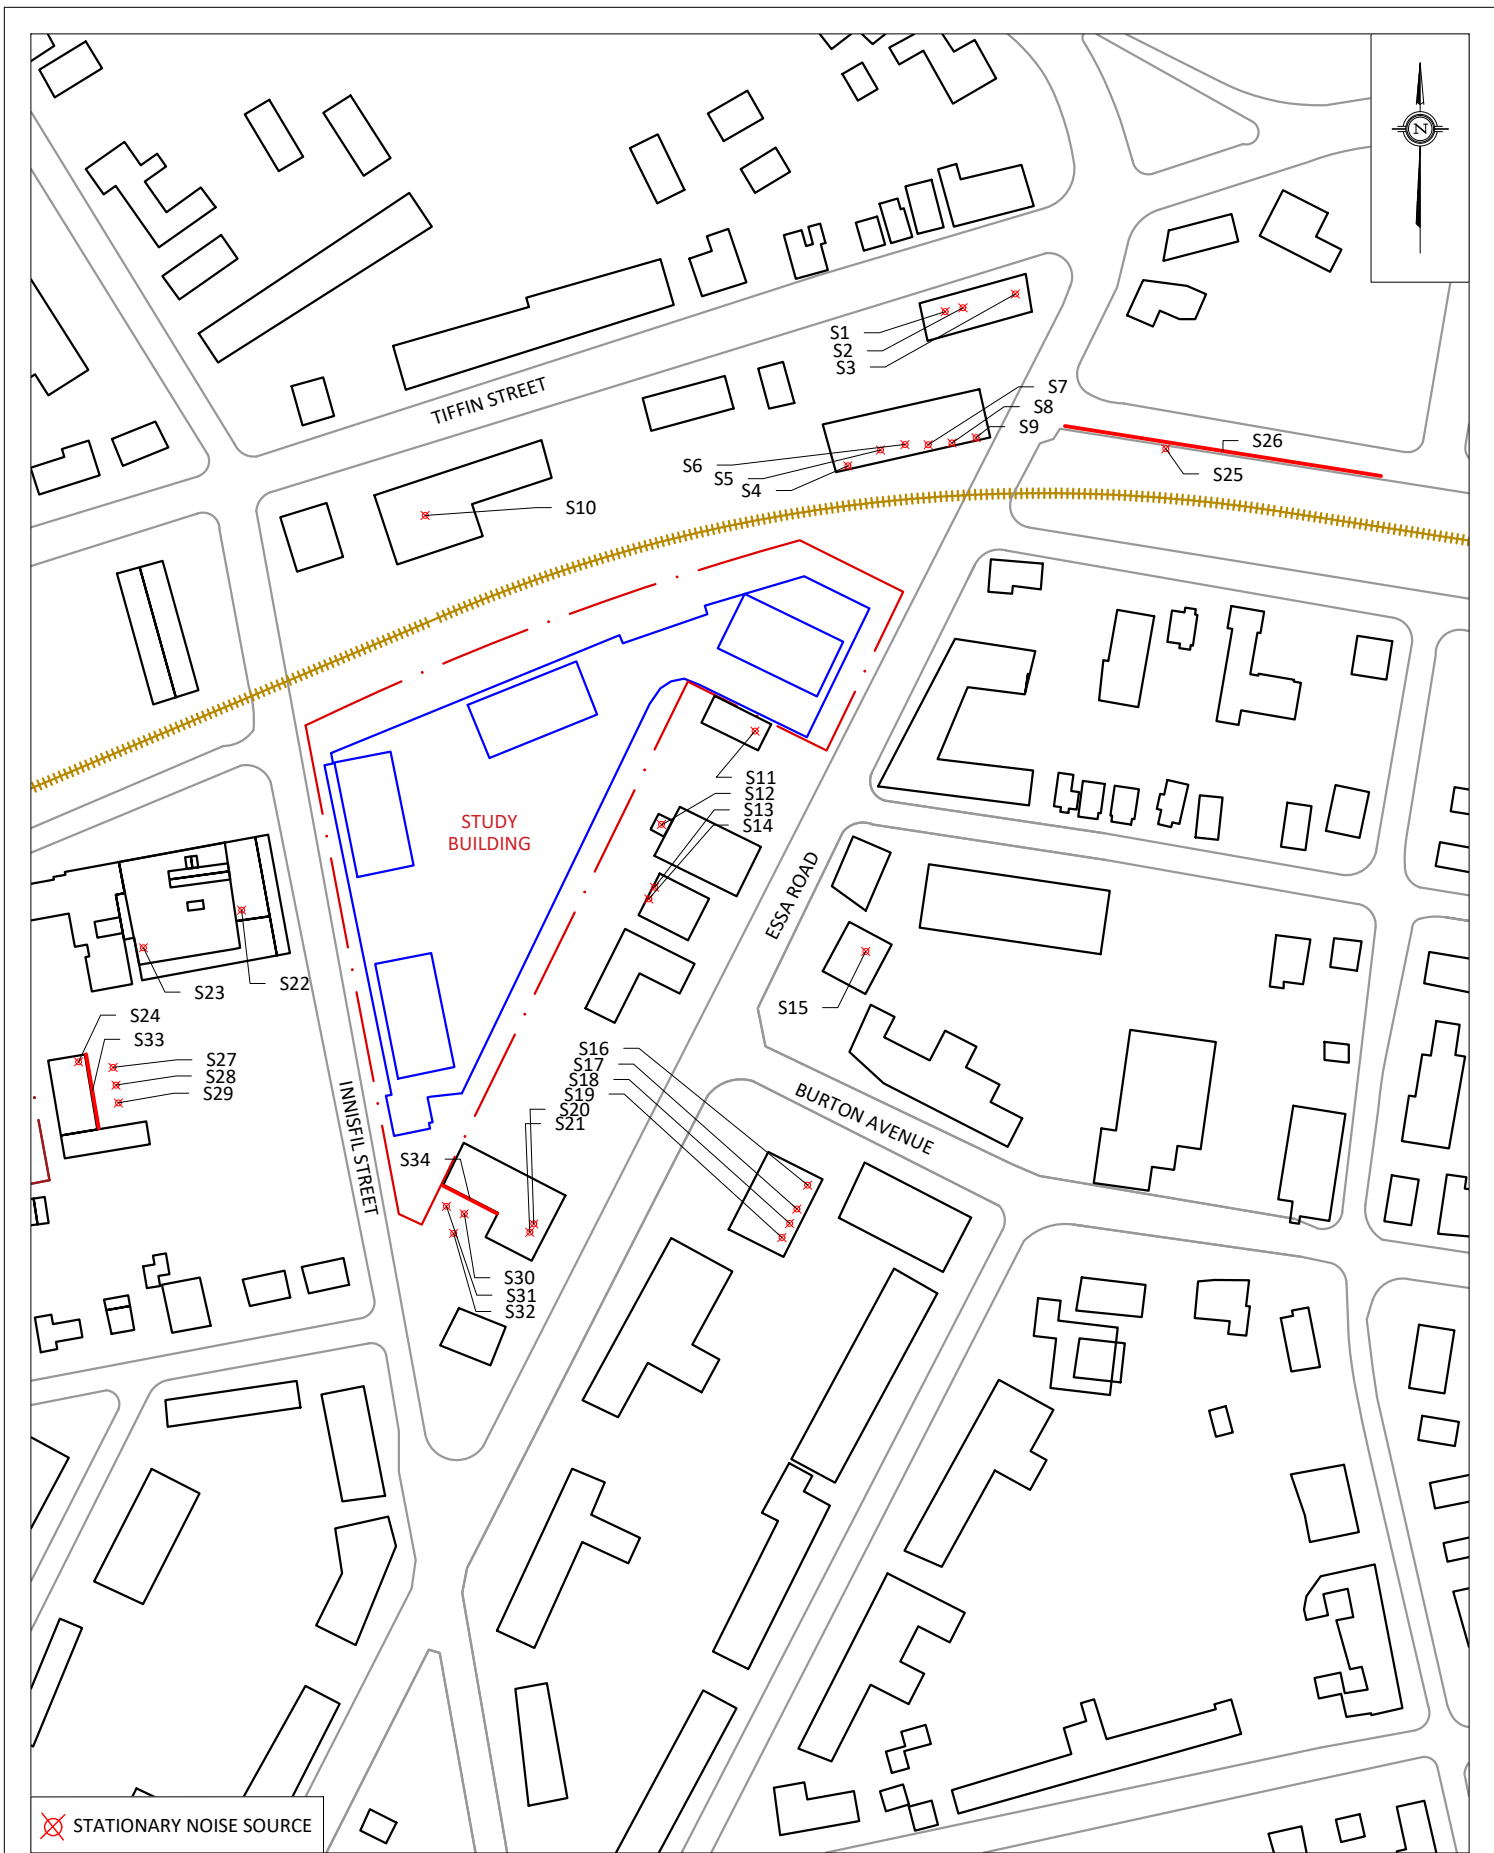 N
S1
S2
S3
TIFFIN STREET
S7
S8
S9
S6
S5
S4
S26
S25
S10
S11
S12
S13
S14
STUDY
BUILDING
ESSA ROAD
S15
S22
S23
S24
S33
S27
S28
S29
INNISFIL STREET
S16
S17
S18
S19
S20
S21
BURTON AVENUE
S34
S30
S31
S32
STATIONARY NOISE SOURCE